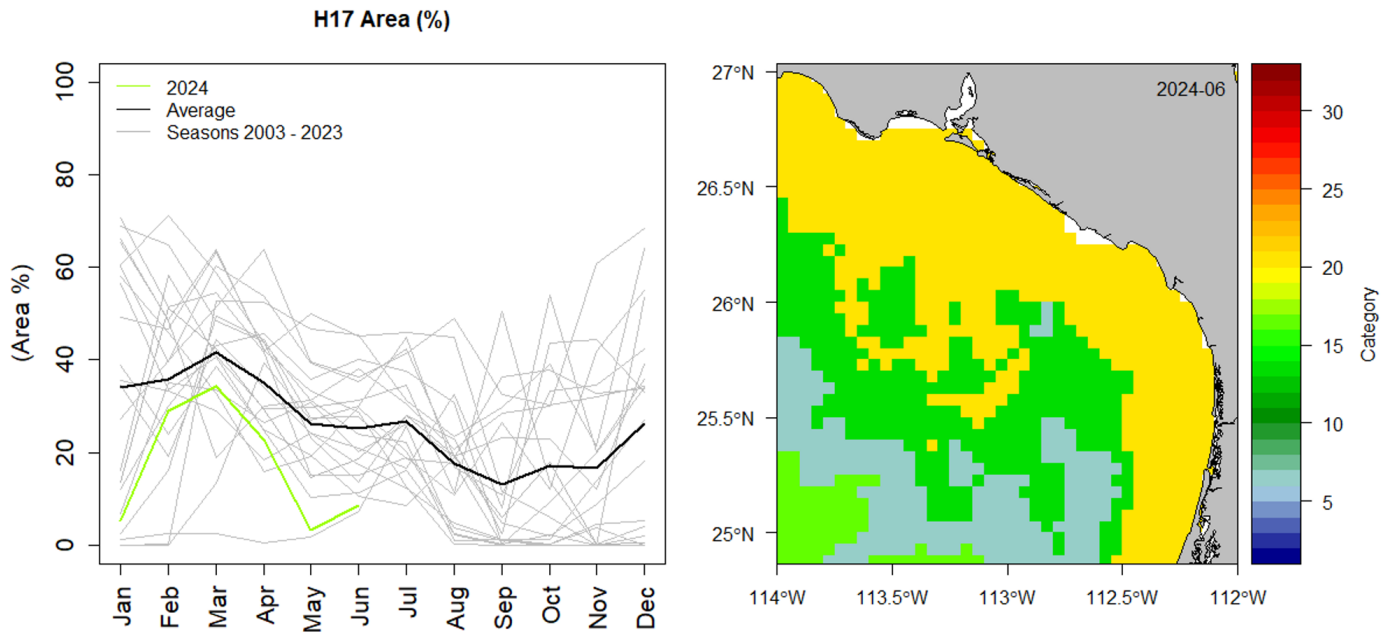 H17 Area (%)
(Area %)
100
80
60
40
20
0
2024
Average
Seasons 2003 - 2023
Jan Feb Mar Apr May Jun Jul Aug Sep Oct Nov Dec
2024-06
27°N
26.5°N
26°N
25.5°N
25°N
114°W 113.5°W 113°W 112.5°W 112°W
30
25
20
15
10
5
Category